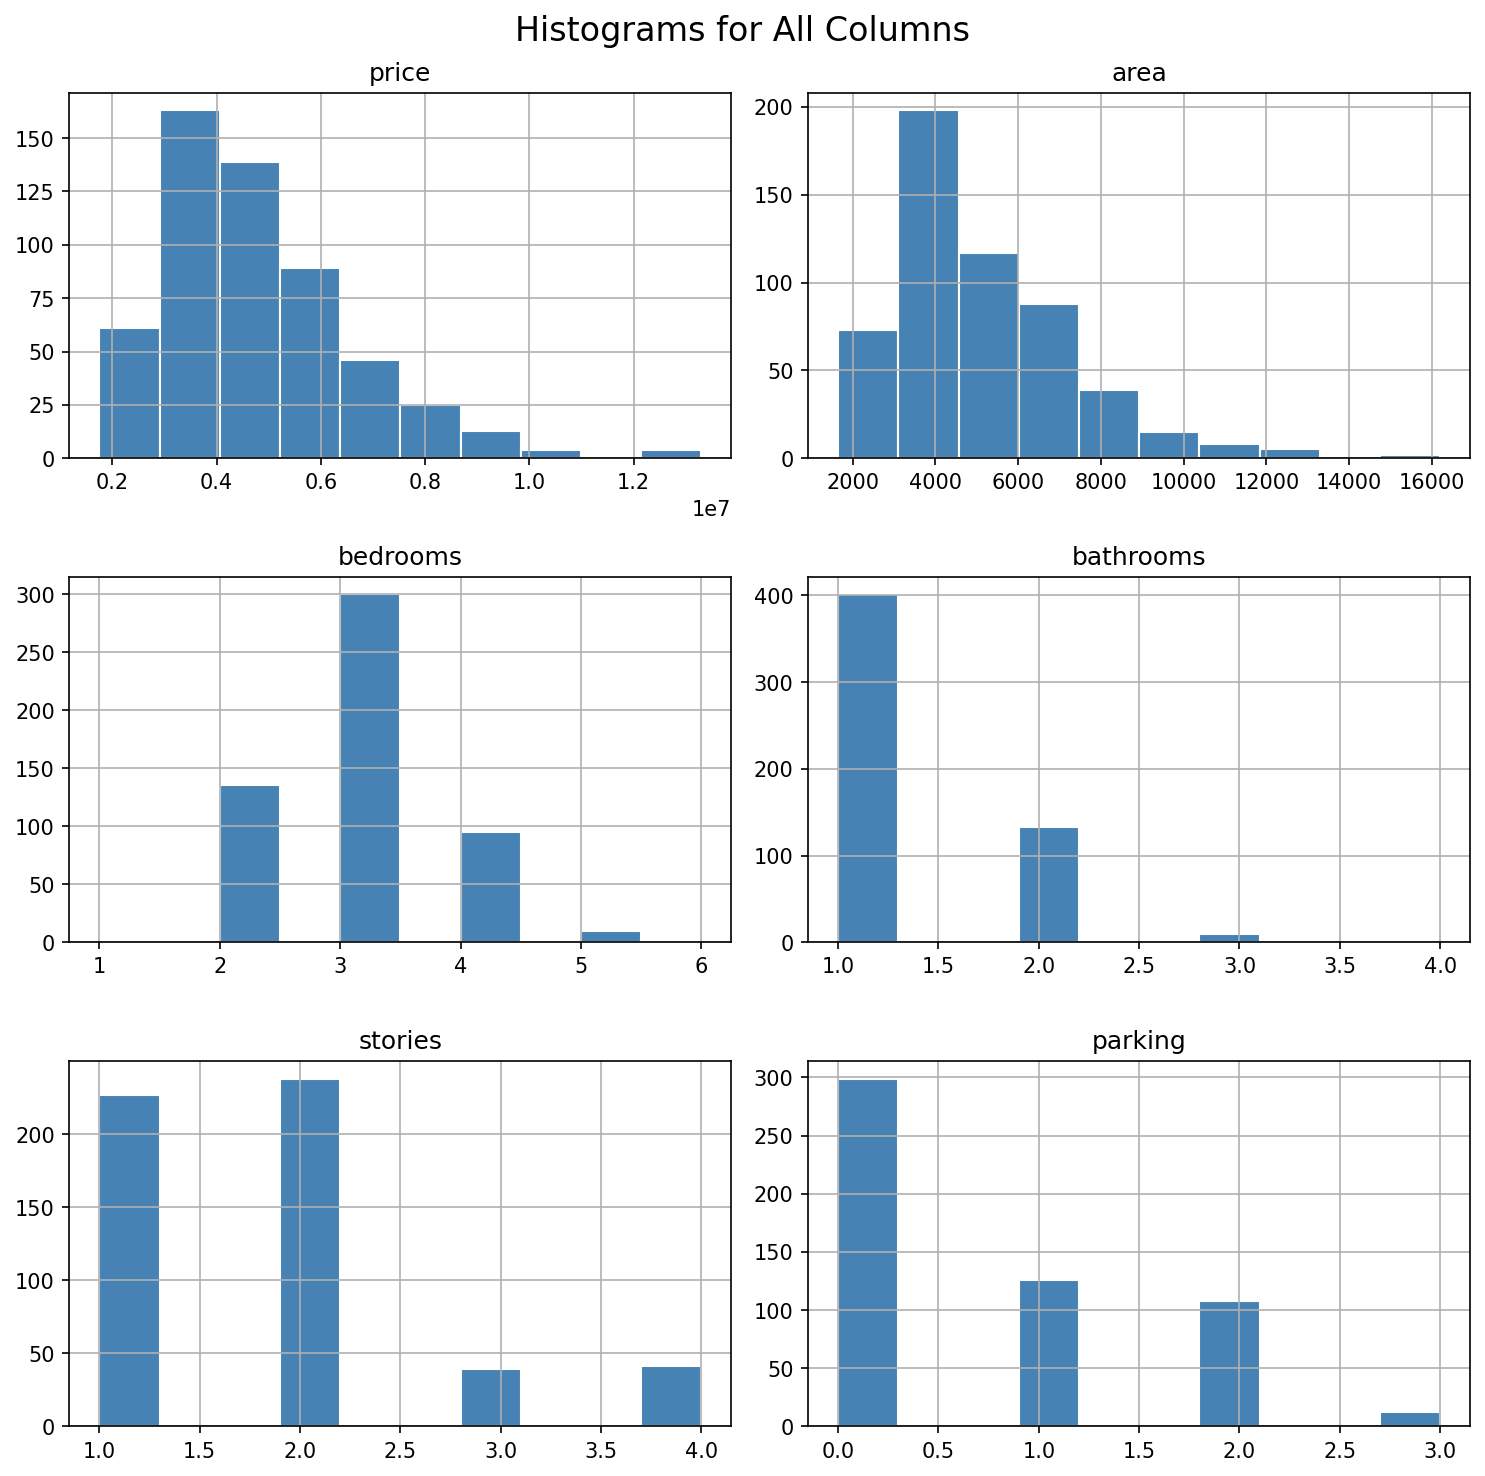 Histograms for All Columns
price
150
125
100
75
50
25
0
0.2 0.4 0.6 0.8 1.0 1.2
1e7
area
200
150
100
50
0
2000 4000 6000 8000 10000 12000 14000 16000
bedrooms
300
250
200
150
100
50
0
1 2 3 4 5 6
bathrooms
400
300
200
100
0
1.0 1.5 2.0 2.5 3.0 3.5 4.0
stories
200
150
100
50
0
1.0 1.5 2.0 2.5 3.0 3.5 4.0
parking
300
250
200
150
100
50
0
0.0 0.5 1.0 1.5 2.0 2.5 3.0